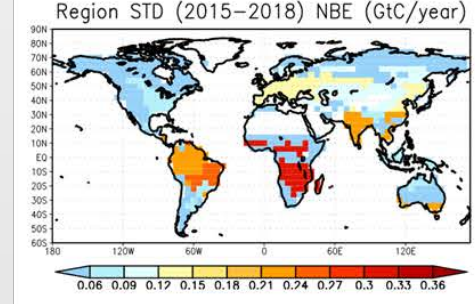 Region STD (2015-2018) NBE (GtC/year)
90N
80N
70N
60N
50N
40N
30N
20N
10N
EQ
10S
20S
30S
40S
50S
60S
180 120W 60W 0 60E 120E
0.06 0.09 0.12 0.15 0.18 0.21 0.24 0.27 0.3 0.33 0.36